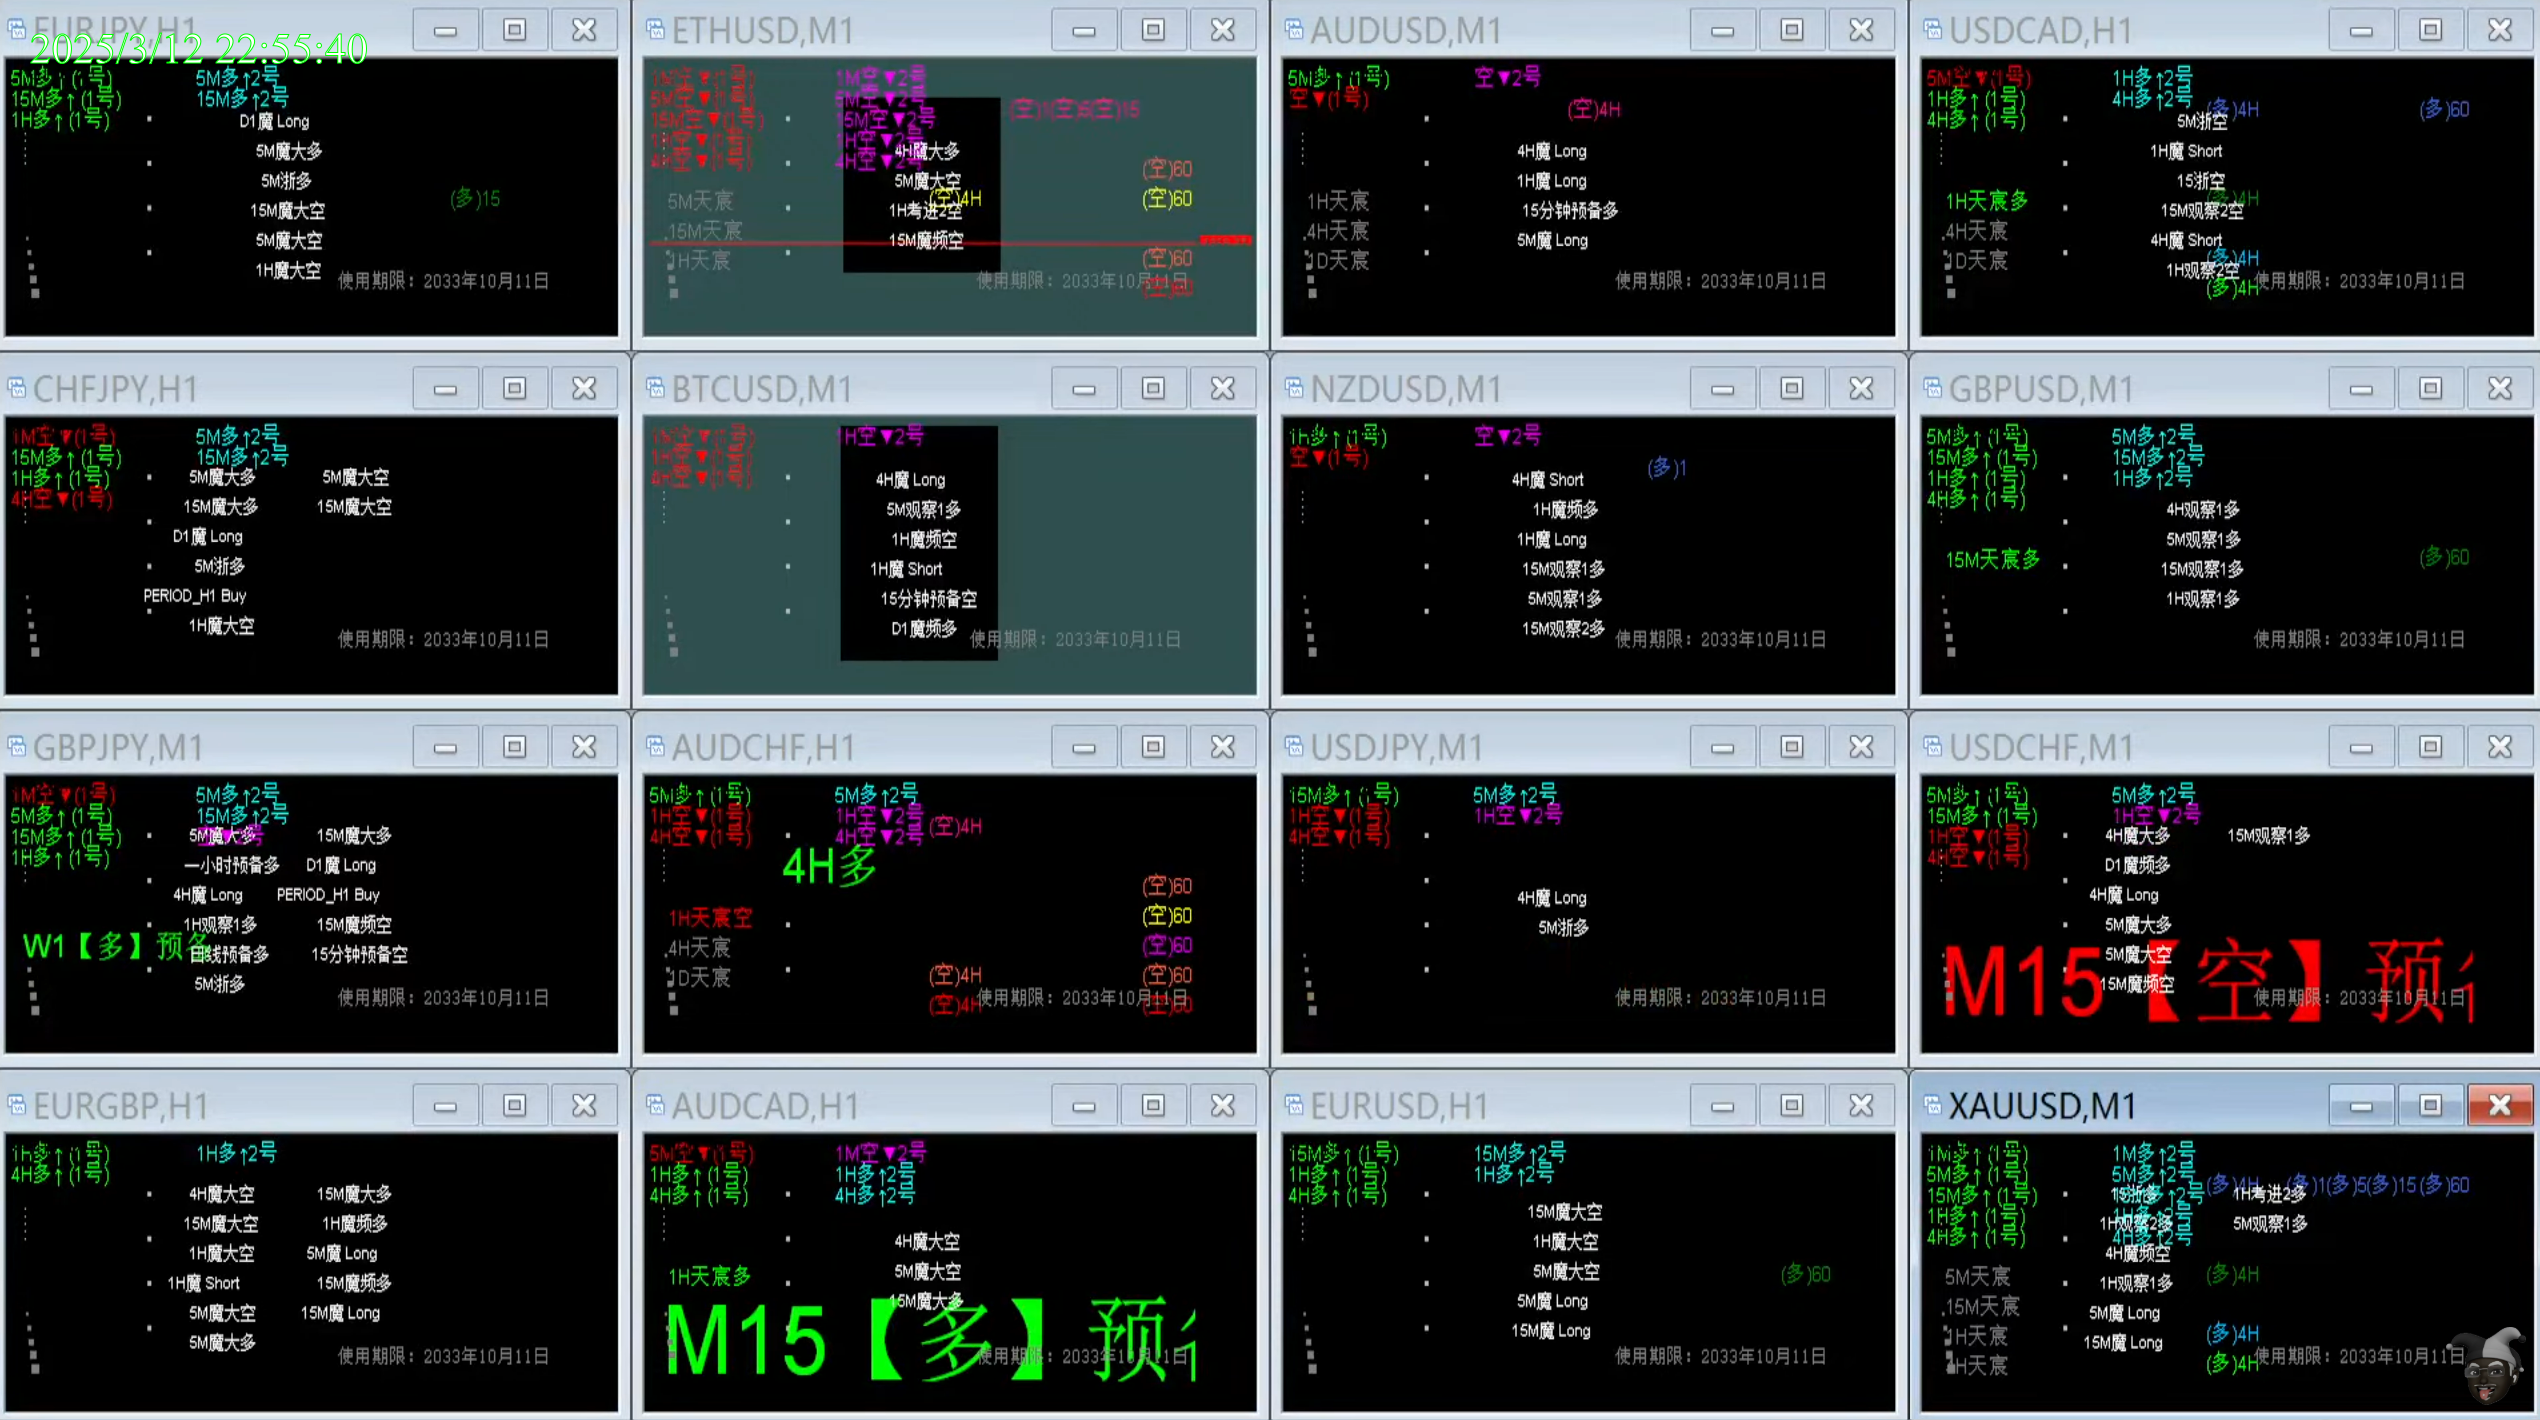 EURJPY,H1
2025/3/12 22:55:40
5M多↑(1号) 5M多↑2号
15M多↑(1号) 15M多↑2号
1H多↑(1号) D1魔 Long
5M魔大多
5M浙多
15M魔大空 (多)15
5M魔大空
1H魔大空
使用期限: 2033年10月11日
ETHUSD,M1
1M空▼2号
5M空▼(1号) 5M空▼2号
15M空▼(1号) 15M空▼2号 (空)1(空)5(空)15
1H空▼(1号) 1H空▼2号
4H空▼(1号) 4H空▼2号 4H魔大多
(空)60
5M魔大空
5M天宸 (空)4H (空)60
1H考进2空
15M天宸 15M魔频空
1H天宸 (空)60
使用期限: 2033年10月11日
(空)60
AUDUSD,M1
5M多↑(1号) 空▼2号
空▼(1号) (空)4H
4H魔 Long
1H魔 Long
1H天宸 15分钟预备多
4H天宸 5M魔 Long
1D天宸
使用期限: 2033年10月11日
USDCAD,H1
5M空▼(1号) 1H多↑2号
1H多↑(1号) 4H多↑2号 (多)4H (多)60
4H多↑(1号) 5M浙空
1H魔 Short
15浙空
1H天宸多 (多)4H
15M观察2空
4H天宸 4H魔 Short
1D天宸 (多)4H
1H观察2空
使用期限: 2033年10月11日
(多)4H
CHFJPY,H1
1M空▼(1号) 5M多↑2号
15M多↑(1号) 15M多↑2号
1H多↑(1号) 5M魔大多 5M魔大空
4H空▼(1号) 15M魔大多 15M魔大空
D1魔 Long
5M浙多
PERIOD_H1 Buy
1H魔大空
使用期限: 2033年10月11日
BTCUSD,M1
1H空▼2号
1H空▼(1号)
4H空▼(1号) 4H魔 Long
5M观察1多
1H魔频空
1H魔 Short
15分钟预备空
D1魔频多
使用期限: 2033年10月11日
NZDUSD,M1
1H多↑(1号) 空▼2号
空▼(1号) (多)1
4H魔 Short
1H魔频多
1H魔 Long
15M观察1多
5M观察1多
15M观察2多
使用期限: 2033年10月11日
GBPUSD,M1
5M多↑(1号) 5M多↑2号
15M多↑(1号) 15M多↑2号
1H多↑(1号) 1H多↑2号
4H多↑(1号) 4H观察1多
5M观察1多
15M天宸多 15M观察1多 (多)60
1H观察1多
使用期限: 2033年10月11日
GBPJPY,M1
1M空▼(1号) 5M多↑2号
5M多↑(1号) 15M多↑2号
15M多↑(1号) 5M魔大多 15M魔大多
1H多↑(1号) 一小时预备多 D1魔 Long
4H魔 Long PERIOD_H1 Buy
1H观察1多 15M魔频空
W1【多】预备 日线预备多 15分钟预备空
5M浙多
使用期限: 2033年10月11日
AUDCHF,H1
5M多↑(1号) 5M多↑2号
1H空▼(1号) 1H空▼2号 (空)4H
4H空▼(1号) 4H空▼2号
4H多
(空)60
1H天宸空 (空)60
4H天宸 (空)60
1D天宸 (空)4H (空)60
(空)4H 使用期限: 2033年10月11日
(空)60
USDJPY,M1
15M多↑(1号) 5M多↑2号
1H空▼(1号) 1H空▼2号
4H空▼(1号)
4H魔 Long
5M浙多
使用期限: 2033年10月11日
USDCHF,M1
5M多↑(1号) 5M多↑2号
15M多↑(1号) 1H空▼2号
1H空▼(1号) 4H魔大多 15M观察1多
4H空▼(1号) D1魔频多
4H魔 Long
5M魔大多
5M魔大空
M15【空】预
15M魔频空
使用期限: 2033年10月11日
EURGBP,H1
1H多↑(1号) 1H多↑2号
4H多↑(1号)
4H魔大空 15M魔大多
15M魔大空 1H魔频多
1H魔大空 5M魔 Long
1H魔 Short 15M魔频多
5M魔大空 15M魔 Long
5M魔大多
使用期限: 2033年10月11日
AUDCAD,H1
5M空▼(1号) 1M空▼2号
1H多↑(1号) 1H多↑2号
4H多↑(1号) 4H多↑2号
4H魔大空
1H天宸多 5M魔大空
15M魔大多
M15【多】预
使用期限: 2033年10月11日
EURUSD,H1
15M多↑(1号) 15M多↑2号
1H多↑(1号) 1H多↑2号
4H多↑(1号)
15M魔大空
1H魔大空
5M魔大空 (多)60
5M魔 Long
15M魔 Long
使用期限: 2033年10月11日
XAUUSD,M1
1M多↑(1号) 1M多↑2号
5M多↑(1号) 5M多↑2号
(多)4H (多)1(多)5(多)15(多)60
15M多↑(1号) 15浙多 1H考进2多
1H多↑(1号) 1H观察2多 5M观察1多
4H多↑(1号) 4H多↑2号
4H魔频空
5M天宸 1H观察1多 (多)4H
15M天宸 5M魔 Long
1H天宸 15M魔 Long (多)4H
4H天宸 (多)4H 使用期限: 2033年10月11日